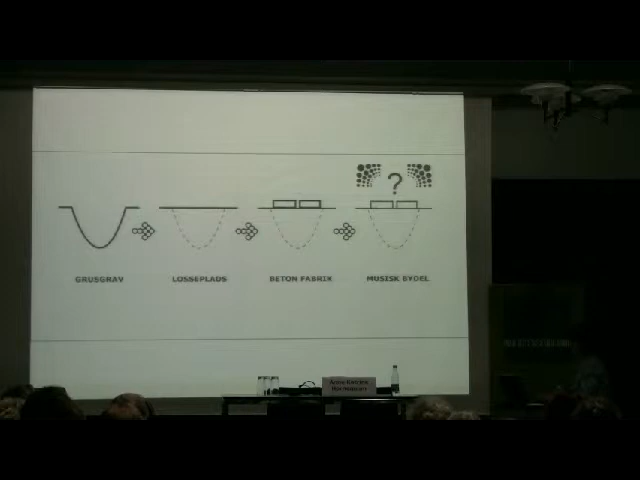 ?
GRUSGRAV
LOSSEPLADS
BETON FABRIK
MUSISK BYDEL